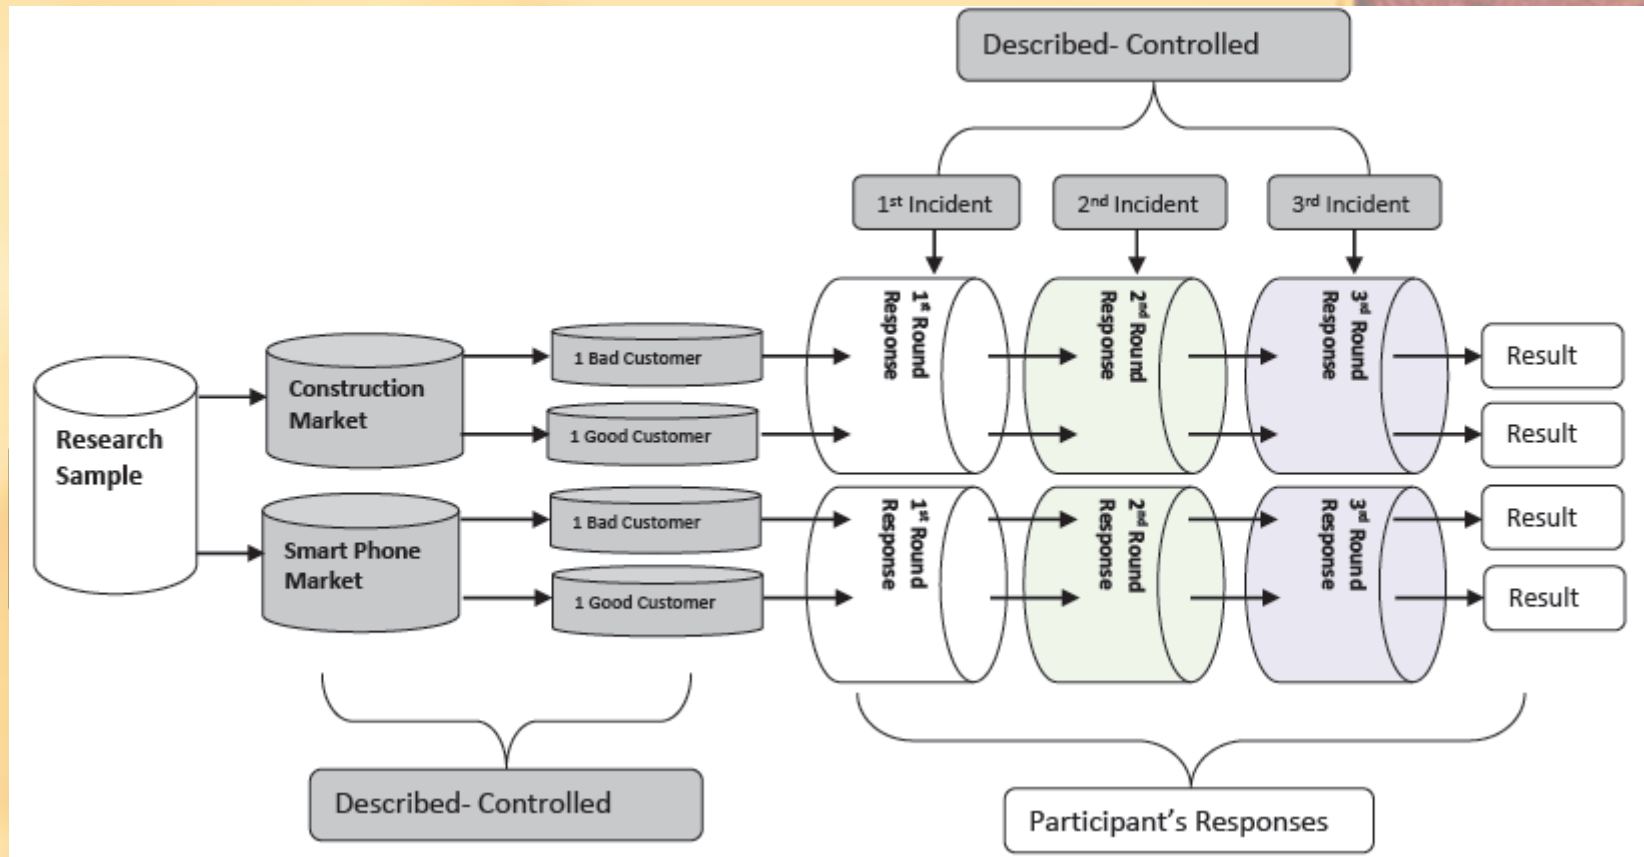 Described- Controlled
1st Incident
2nd Incident
3rd Incident
Research
Sample
Construction
Market
Smart Phone
Market
1 Bad Customer
1 Good Customer
1 Bad Customer
1 Good Customer
1st Round
Response
2nd Round
Response
3rd Round
Response
1st Round
Response
2nd Round
Response
3rd Round
Response
Result
Result
Result
Result
Described- Controlled
Participant’s Responses